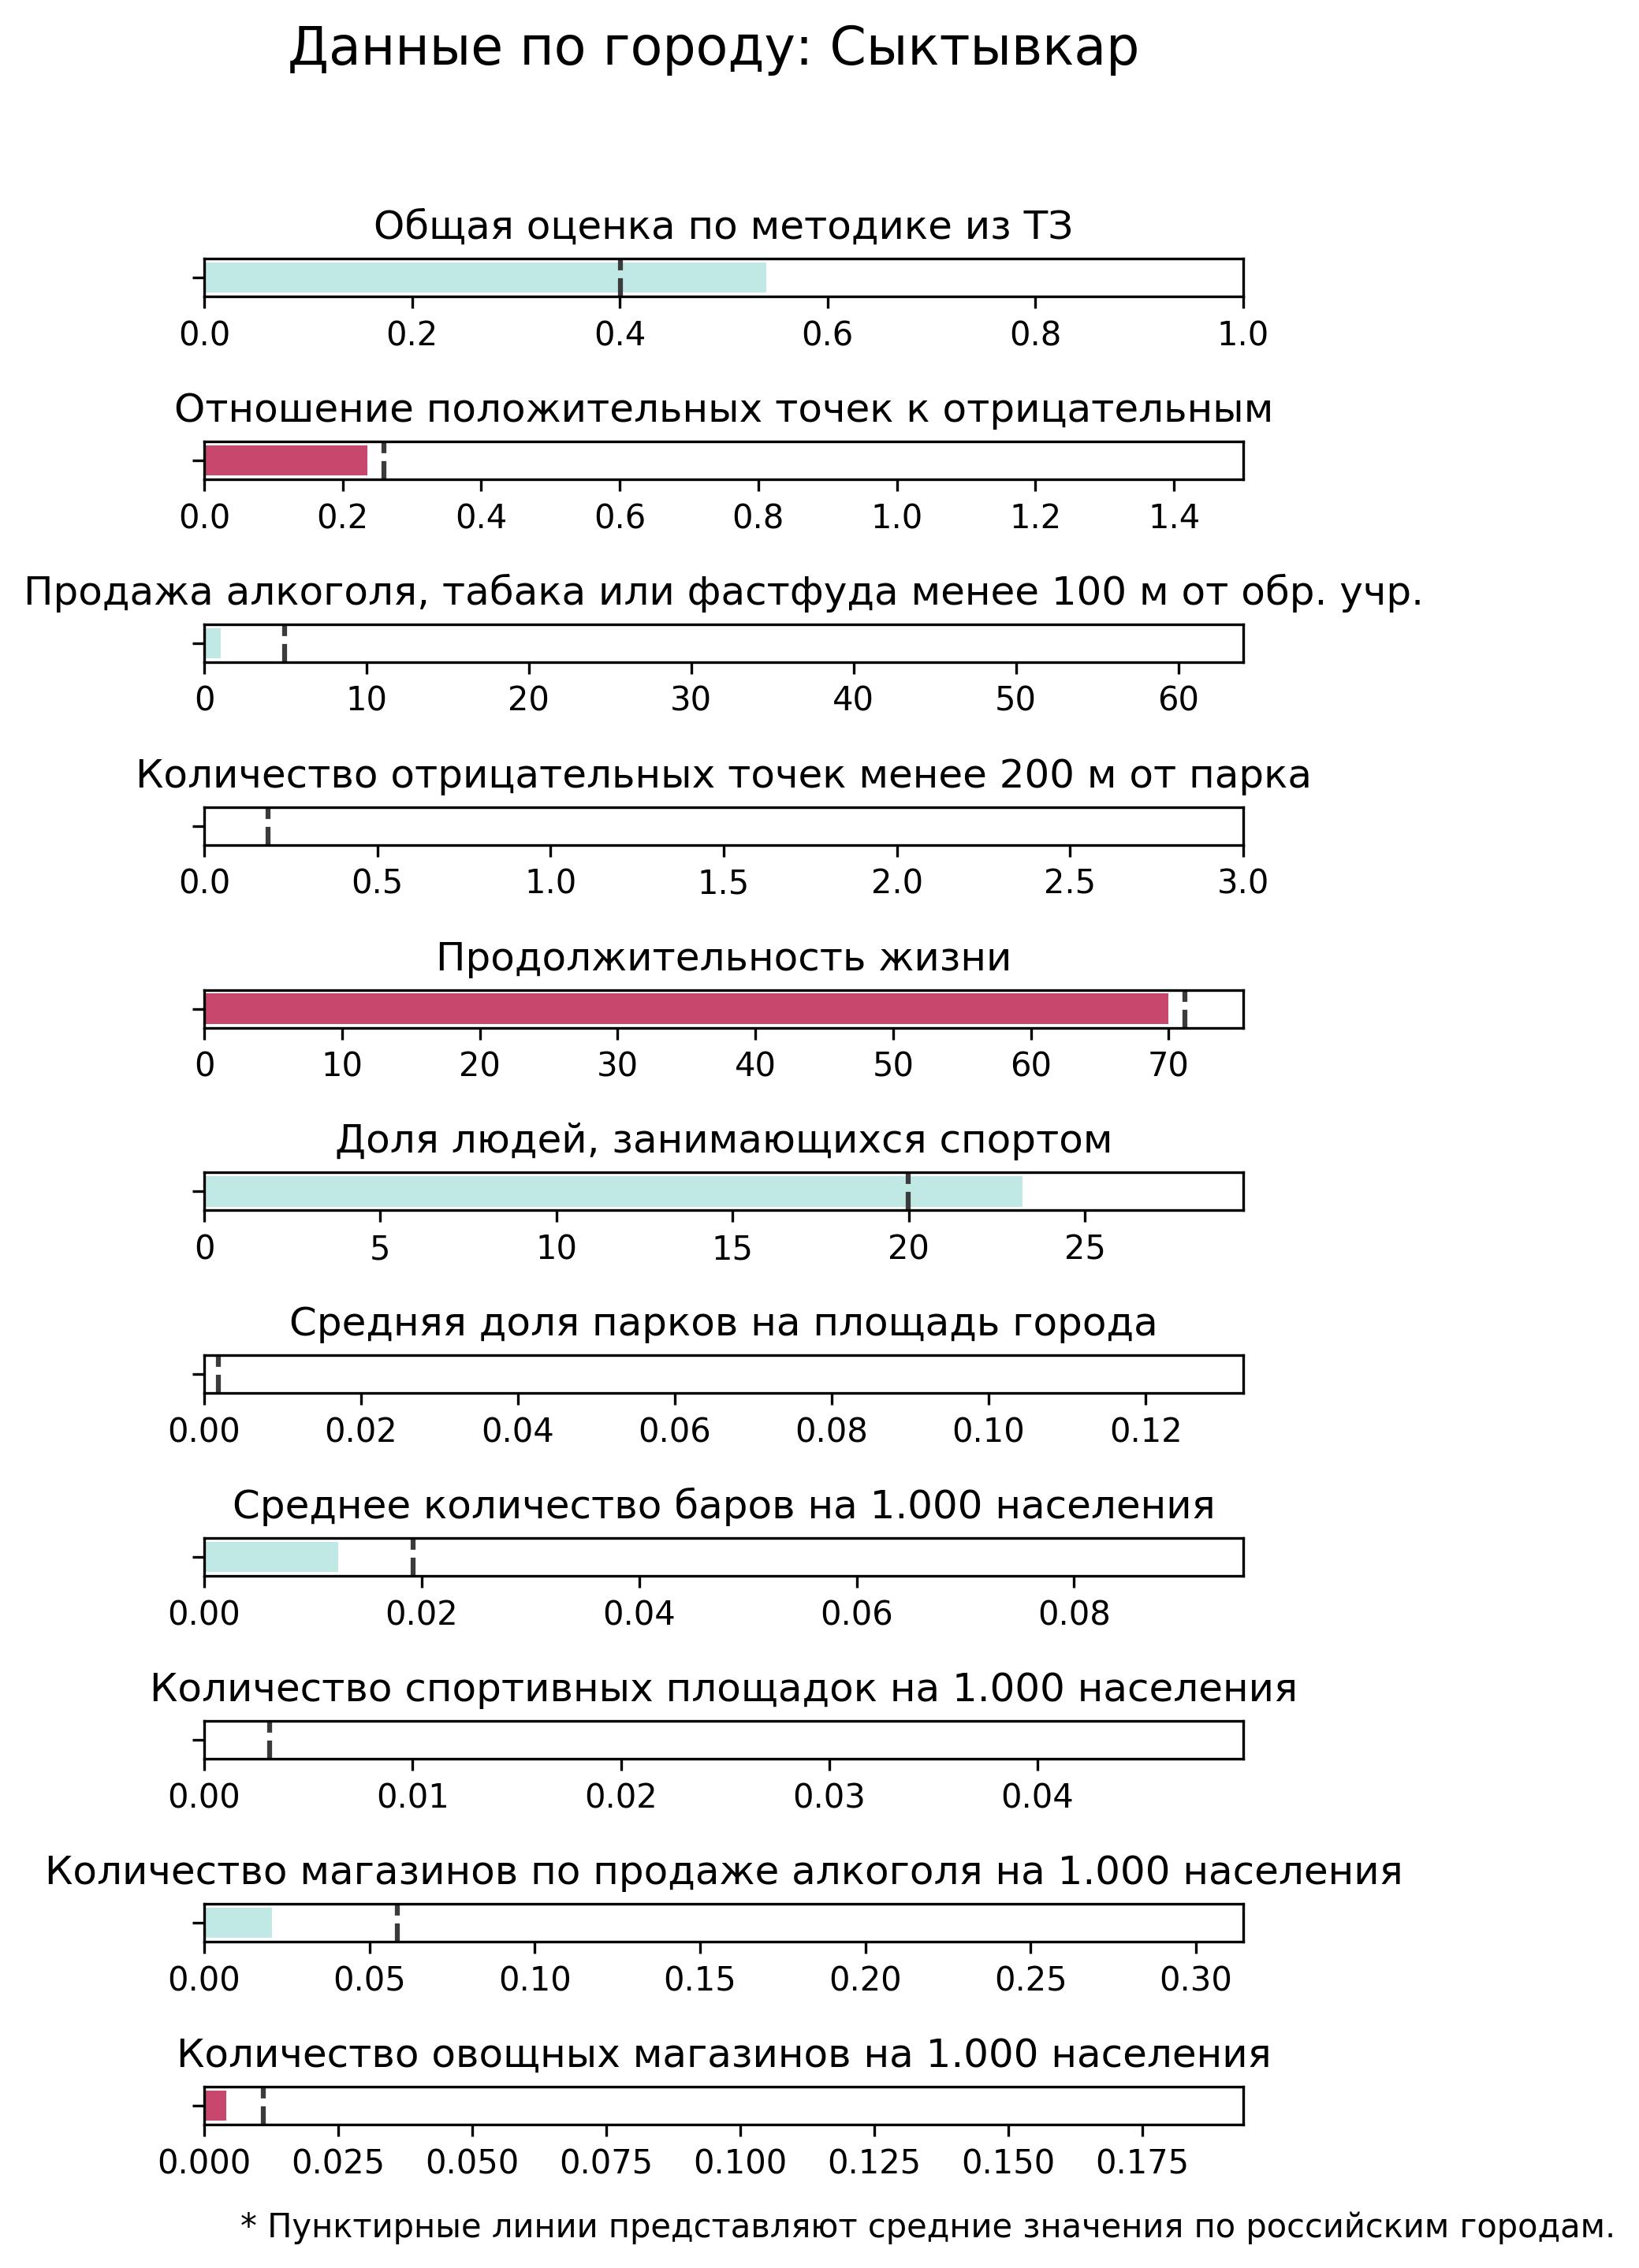 Данные по городу: Сыктывкар
Общая оценка по методике из ТЗ
0.0 0.2 0.4 0.6 0.8 1.0
Отношение положительных точек к отрицательным
0.0 0.2 0.4 0.6 0.8 1.0 1.2 1.4
Продажа алкоголя, табака или фастфуда менее 100 м от обр. учр.
0 10 20 30 40 50 60
Количество отрицательных точек менее 200 м от парка
0.0 0.5 1.0 1.5 2.0 2.5 3.0
Продолжительность жизни
0 10 20 30 40 50 60 70
Доля людей, занимающихся спортом
0 5 10 15 20 25
Средняя доля парков на площадь города
0.00 0.02 0.04 0.06 0.08 0.10 0.12
Среднее количество баров на 1.000 населения
0.00 0.02 0.04 0.06 0.08
Количество спортивных площадок на 1.000 населения
0.00 0.01 0.02 0.03 0.04
Количество магазинов по продаже алкоголя на 1.000 населения
0.00 0.05 0.10 0.15 0.20 0.25 0.30
Количество овощных магазинов на 1.000 населения
0.000 0.025 0.050 0.075 0.100 0.125 0.150 0.175
* Пунктирные линии представляют средние значения по российским городам.